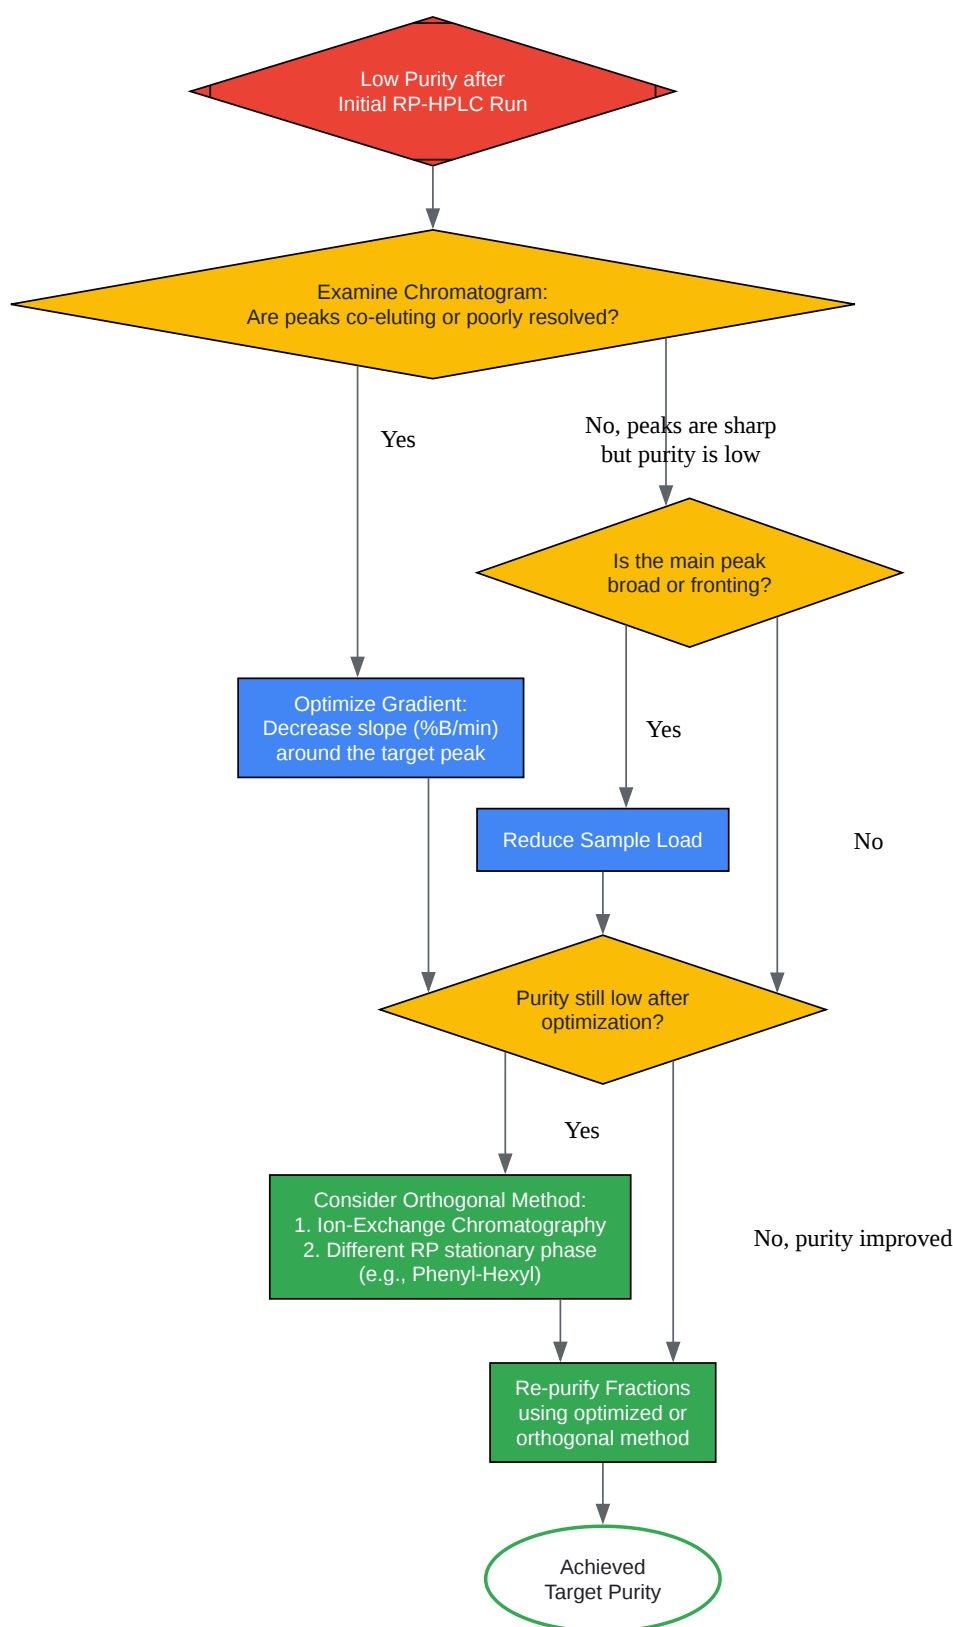 Low Purity after
Initial RP-HPLC Run
Examine Chromatogram:
Are peaks co-eluting or poorly resolved?
Yes
No, peaks are sharp
but purity is low
Is the main peak
broad or fronting?
Optimize Gradient:
Decrease slope (%B/min)
around the target peak
Yes
Reduce Sample Load
No
Purity still low after
optimization?
Yes
Consider Orthogonal Method:
1. Ion-Exchange Chromatography
2. Different RP stationary phase
(e.g., Phenyl-Hexyl)
No, purity improved
Re-purify Fractions
using optimized or
orthogonal method
Achieved
Target Purity